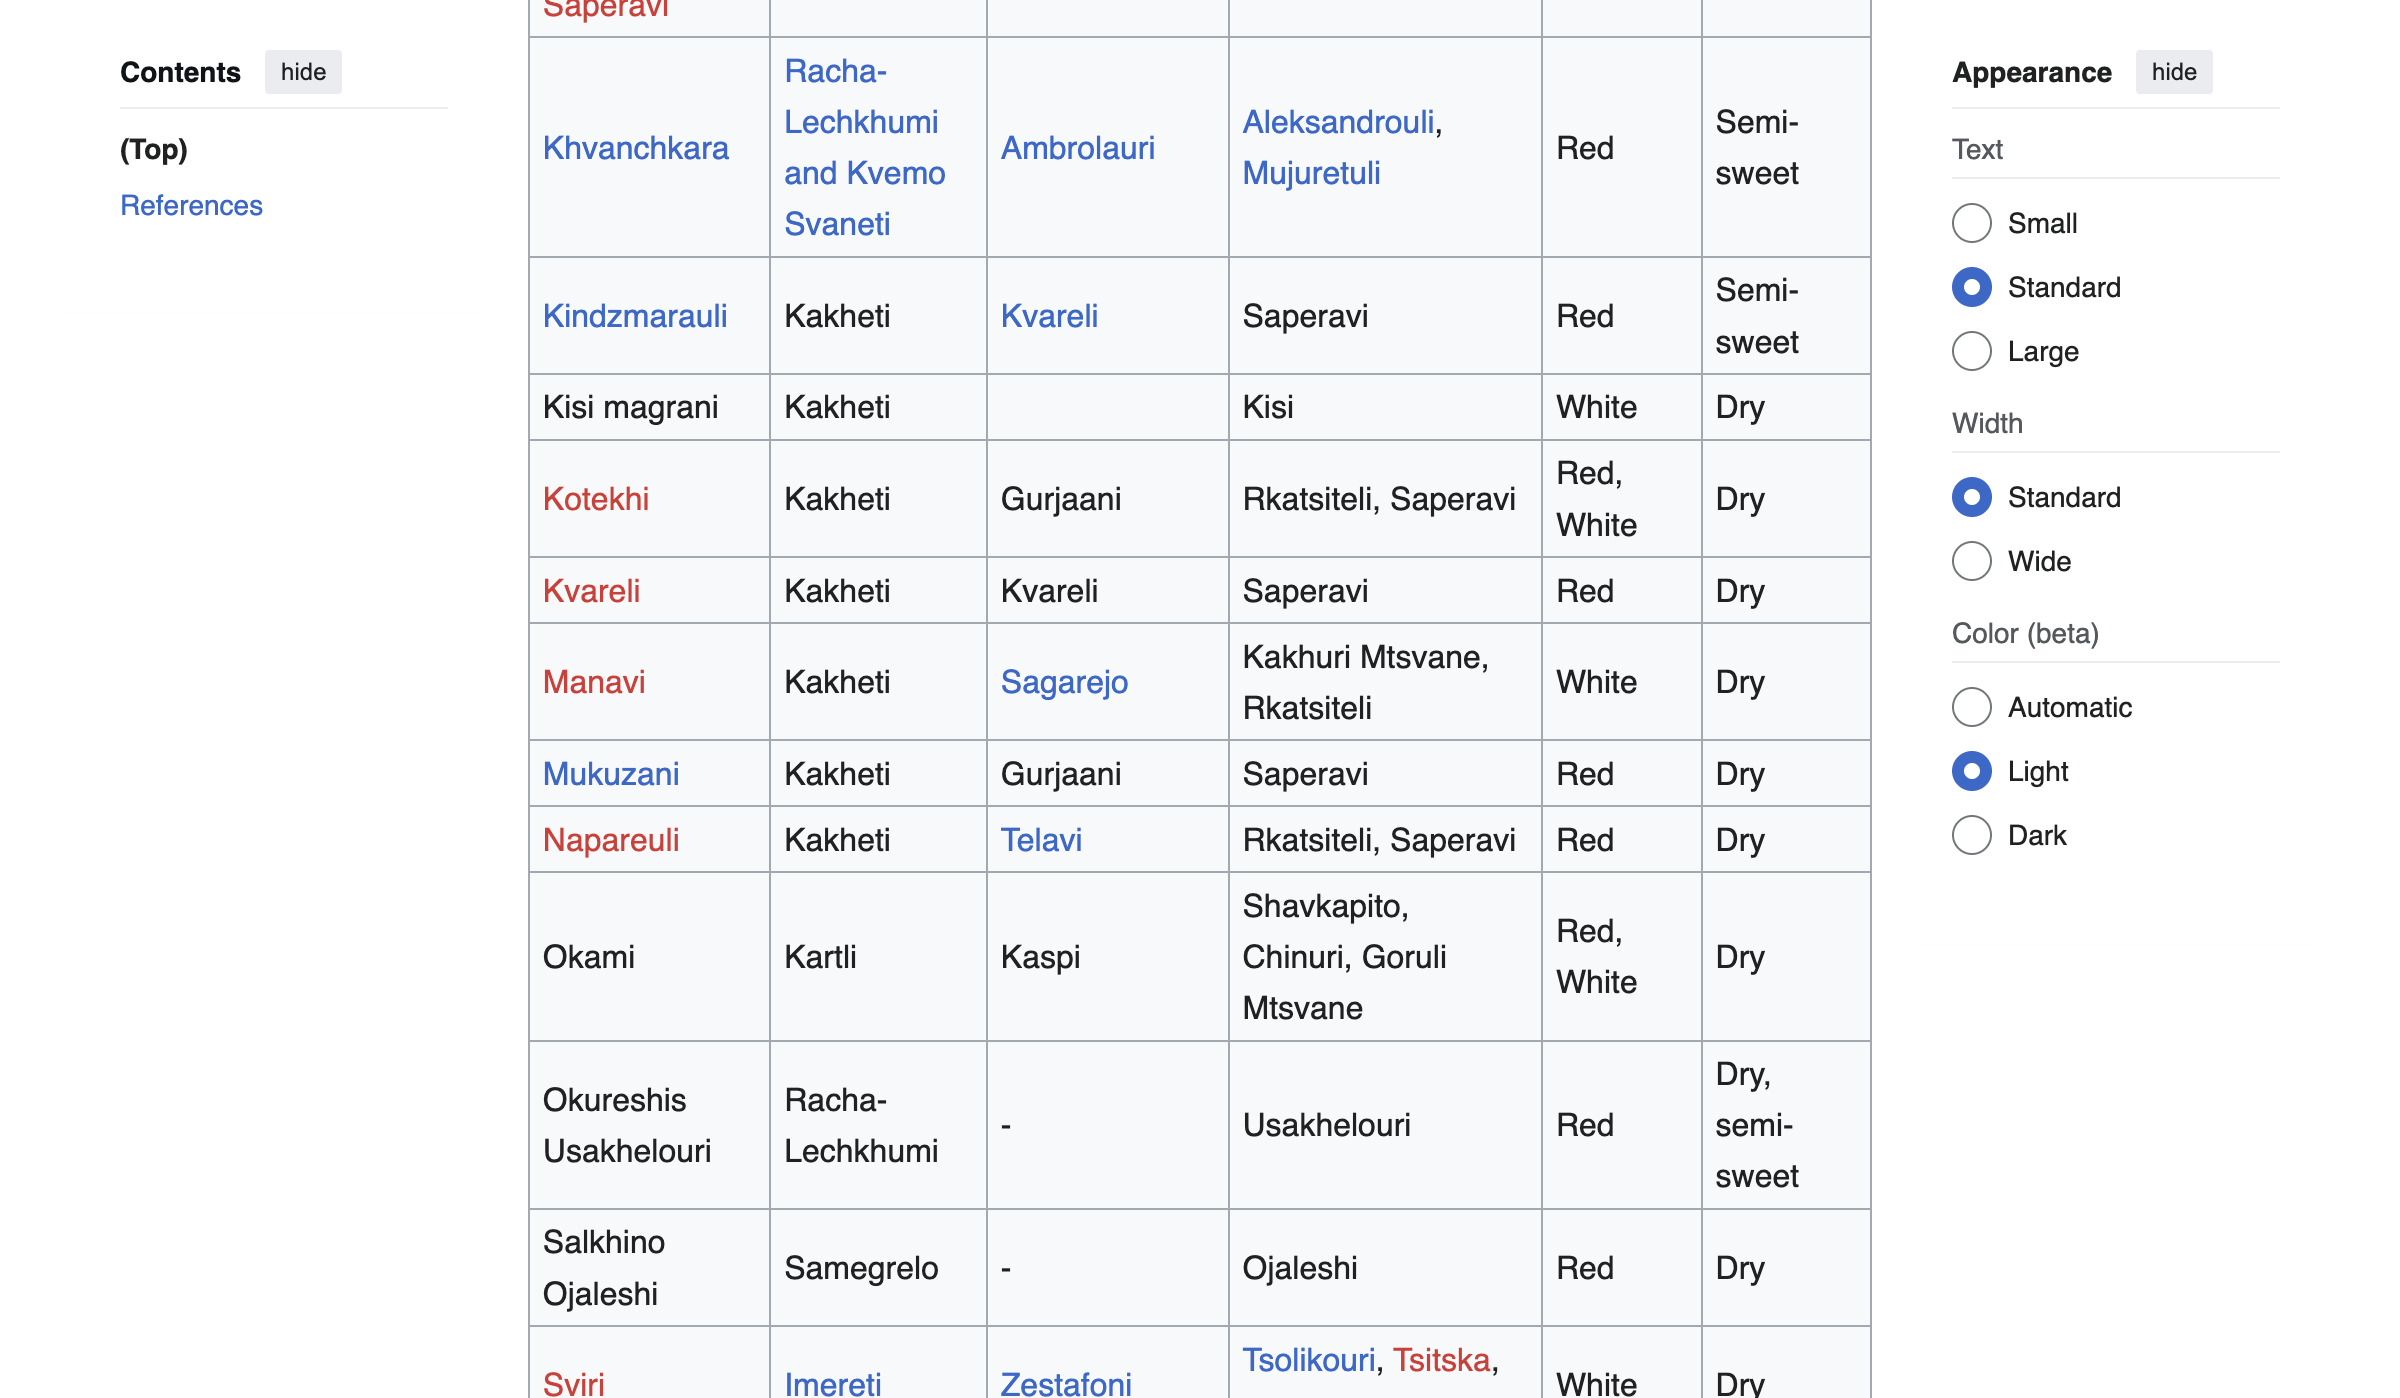 Contents hide
(Top)
References
Saperavi
Khvanchkara
Racha-
Lechkhumi
and Kvemo
Svaneti
Ambrolauri
Aleksandrouli,
Mujuretuli
Red
Semi-
sweet
Kindzmarauli
Kakheti
Kvareli
Saperavi
Red
Semi-
sweet
Kisi magrani
Kakheti
Kisi
White
Dry
Kotekhi
Kakheti
Gurjaani
Rkatsiteli, Saperavi
Red,
White
Dry
Kvareli
Kakheti
Kvareli
Saperavi
Red
Dry
Manavi
Kakheti
Sagarejo
Kakhuri Mtsvane,
Rkatsiteli
White
Dry
Mukuzani
Kakheti
Gurjaani
Saperavi
Red
Dry
Napareuli
Kakheti
Telavi
Rkatsiteli, Saperavi
Red
Dry
Okami
Kartli
Kaspi
Shavkapito,
Chinuri, Goruli
Mtsvane
Red,
White
Dry
Okureshis
Usakhelouri
Racha-
Lechkhumi
-
Usakhelouri
Red
Dry,
semi-
sweet
Salkhino
Ojaleshi
Samegrelo
-
Ojaleshi
Red
Dry
Sviri
Imereti
Zestafoni
Tsolikouri, Tsitska,
White
Dry
Appearance hide
Text
Small
Standard
Large
Width
Standard
Wide
Color (beta)
Automatic
Light
Dark